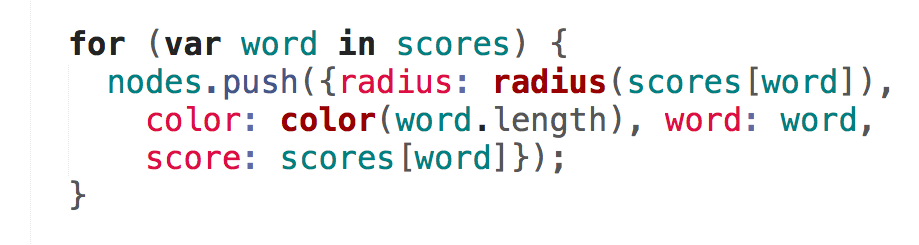 for (var word in scores) {
  nodes.push({radius: radius(scores[word]),
    color: color(word.length), word: word,
    score: scores[word]});
}